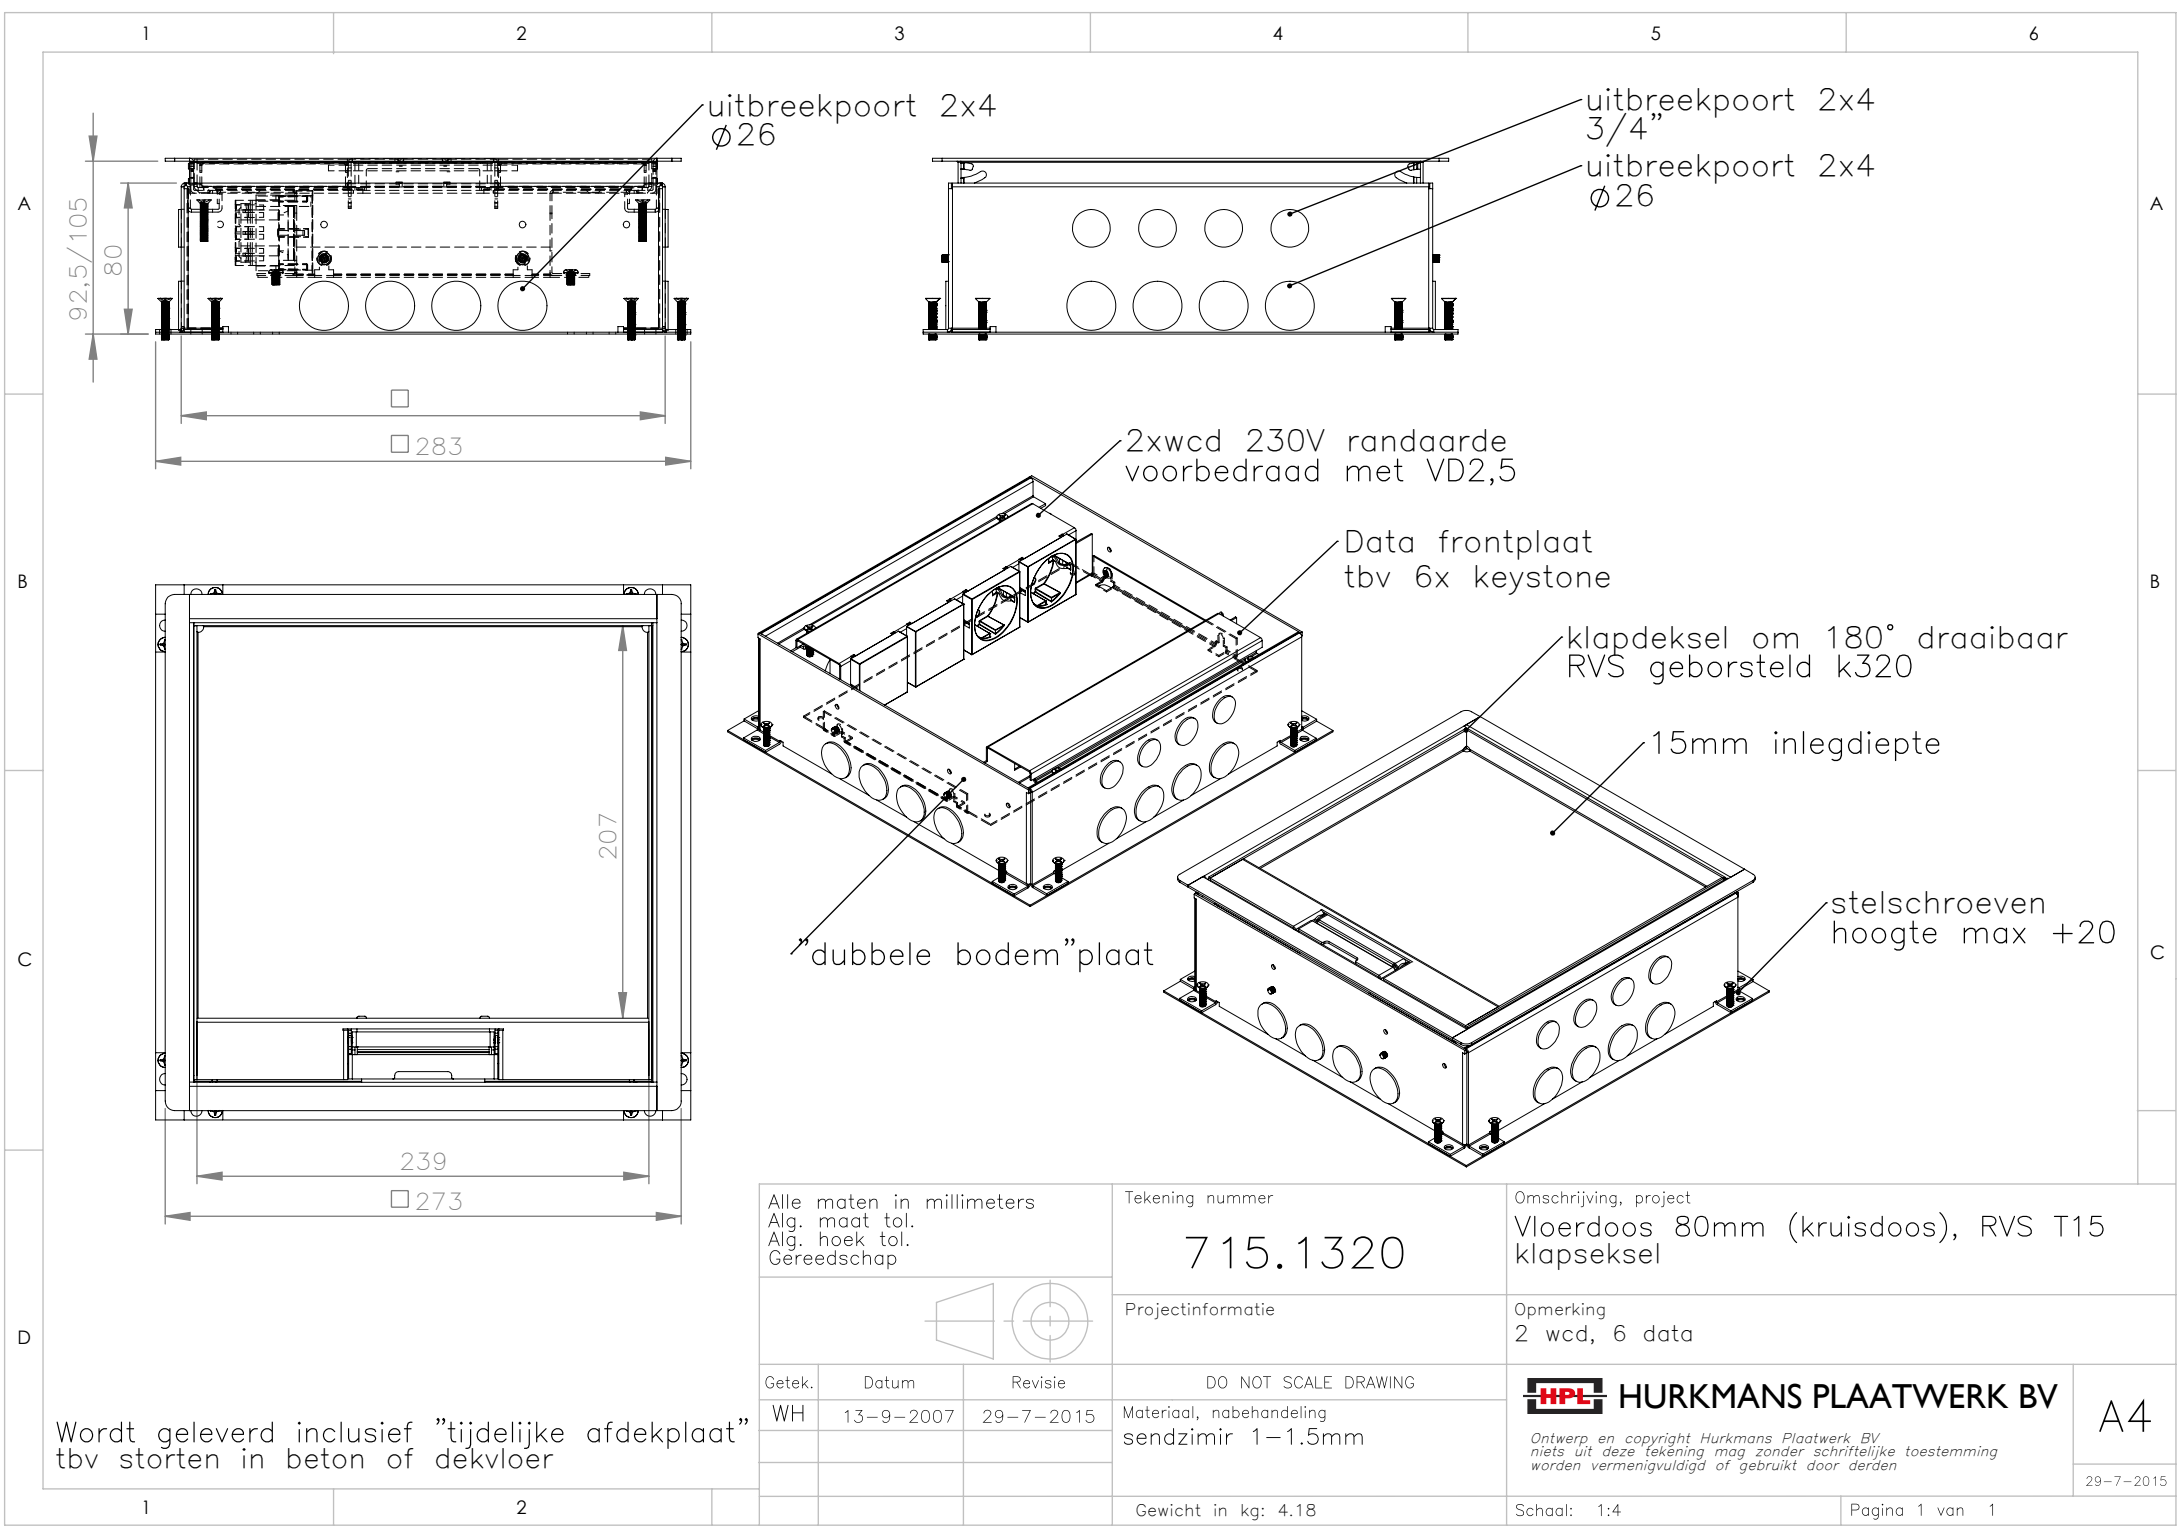 1 2 3 4 5 6
A
A
B
B
C
C
D
uitbreekpoort 2x4
⌀26
uitbreekpoort 2x4
3/4"
uitbreekpoort 2x4
⌀26
92,5/105
80
□
□283
2xwcd 230V randaarde
voorbedraad met VD2,5
Data frontplaat
tbv 6x keystone
klapdeksel om 180° draaibaar
RVS geborsteld k320
15mm inlegdiepte
stelschroeven
hoogte max +20
"dubbele bodem"plaat
207
239
□273
Wordt geleverd inclusief "tijdelijke afdekplaat"
tbv storten in beton of dekvloer
Alle maten in millimeters
Alg. maat tol.
Alg. hoek tol.
Gereedschap
Tekening nummer
715.1320
Omschrijving, project
Vloerdoos 80mm (kruisdoos), RVS T15
klapseksel
Projectinformatie
Opmerking
2 wcd, 6 data
Getek. Datum Revisie
WH 13-9-2007 29-7-2015
DO NOT SCALE DRAWING
Materiaal, nabehandeling
sendzimir 1-1.5mm
Gewicht in kg: 4.18
HPL HURKMANS PLAATWERK BV
Ontwerp en copyright Hurkmans Plaatwerk BV
niets uit deze tekening mag zonder schriftelijke toestemming
worden vermenigvuldigd of gebruikt door derden
A4
29-7-2015
Schaal: 1:4
Pagina 1 van 1
1 2